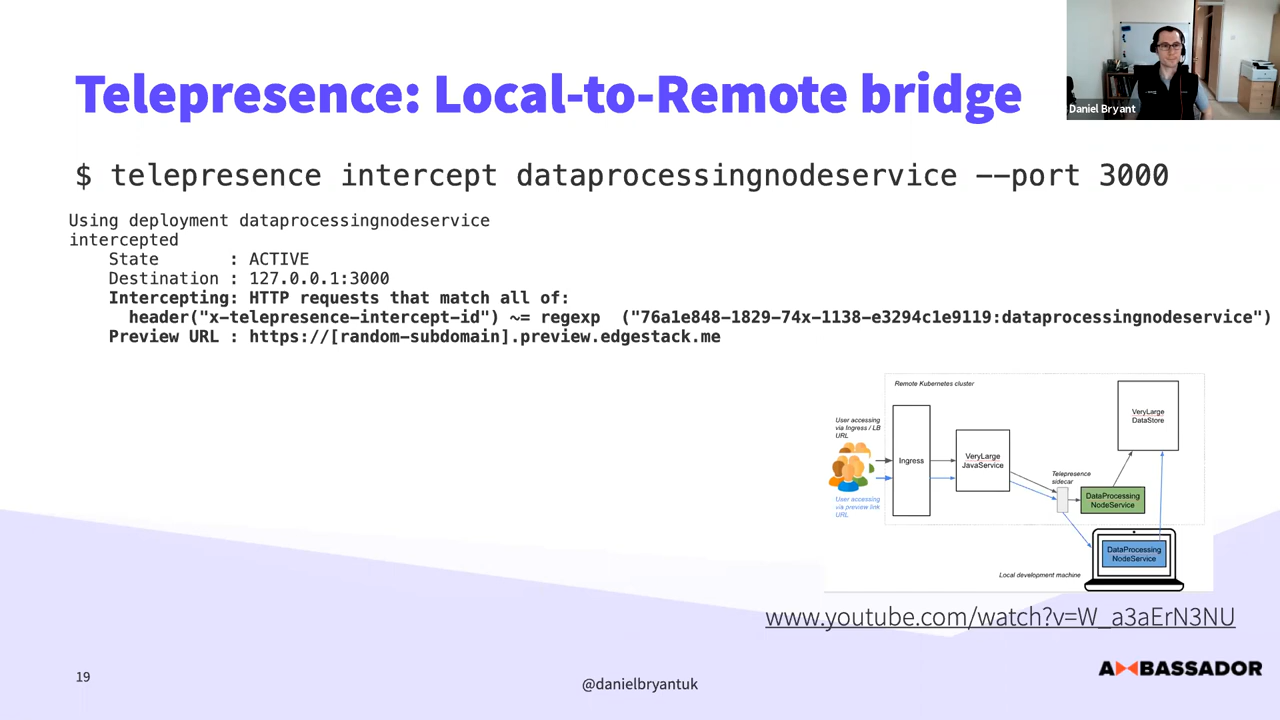 Telepresence: Local-to-Remote bridge
Daniel Bryant
$ telepresence intercept dataprocessingnodeservice --port 3000
Using deployment dataprocessingnodeservice
intercepted
State : ACTIVE
Destination : 127.0.0.1:3000
Intercepting: HTTP requests that match all of:
header("x-telepresence-intercept-id") ~= regexp ("76a1e848-1829-74x-1138-e3294c1e9119:dataprocessingnodeservice")
Preview URL : https://[random-subdomain].preview.edgestack.me
Remote Kubernetes cluster
User accessing
via Ingress / LB
URL
Ingress
VeryLarge
JavaService
VeryLarge
DataStore
Telepresence
sidecar
DataProcessing
NodeService
User accessing
via preview link
URL
DataProcessing
NodeService
Local development machine
www.youtube.com/watch?v=W_a3aErN3NU
19
@danielbryantuk
AMBASSADOR